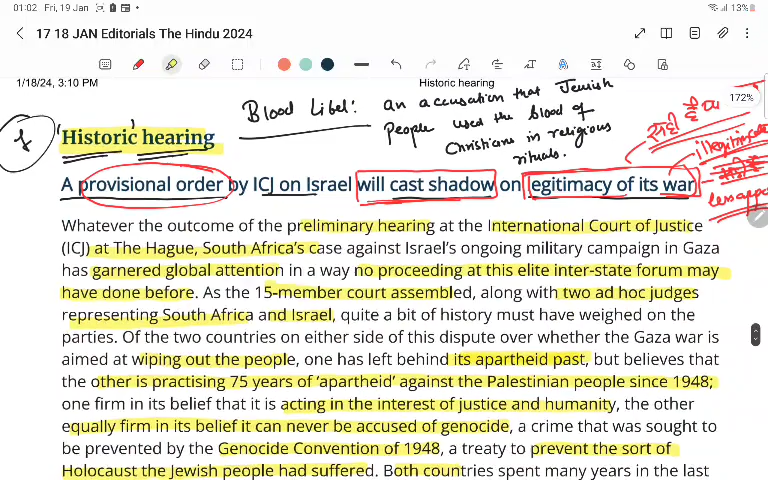 01:02 Fri, 19 Jan
13%
17 18 JAN Editorials The Hindu 2024
1/18/24, 3:10 PM
Historic hearing
172%
Blood Libel: an accusation that Jewish
People used the blood of
Christians in religious
rituals.
'Historic' hearing
A provisional order by ICJ on Israel will cast shadow on legitimacy of its war
Whatever the outcome of the preliminary hearing at the International Court of Justice
(ICJ) at The Hague, South Africa's case against Israel's ongoing military campaign in Gaza
has garnered global attention in a way no proceeding at this elite inter-state forum may
have done before. As the 15-member court assembled, along with two ad hoc judges
representing South Africa and Israel, quite a bit of history must have weighed on the
parties. Of the two countries on either side of this dispute over whether the Gaza war is
aimed at wiping out the people, one has left behind its apartheid past, but believes that
the other is practising 75 years of 'apartheid' against the Palestinian people since 1948;
one firm in its belief that it is acting in the interest of justice and humanity, the other
equally firm in its belief it can never be accused of genocide, a crime that was sought to
be prevented by the Genocide Convention of 1948, a treaty to prevent the sort of
Holocaust the Jewish people had suffered. Both countries spent many years in the last